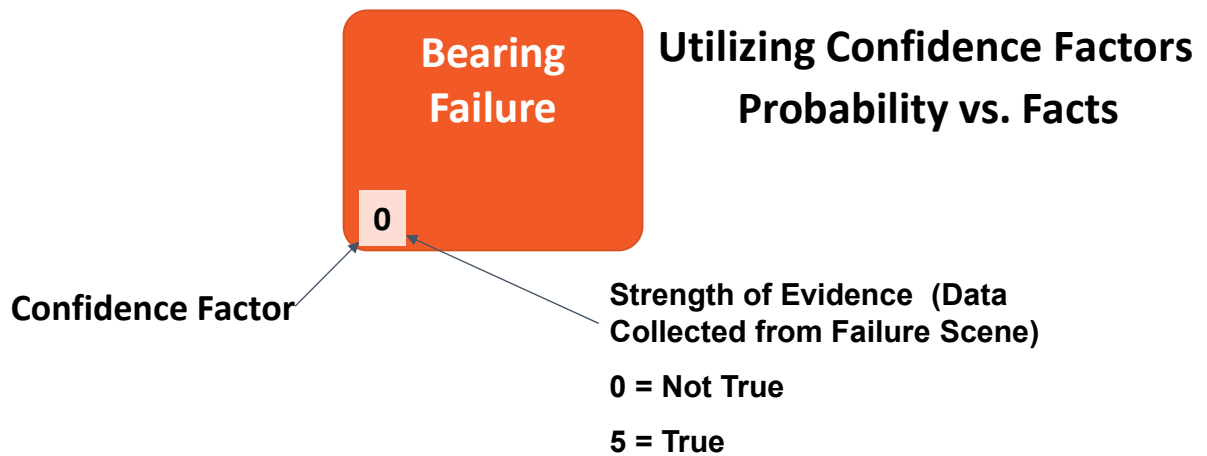 Bearing
Failure
Utilizing Confidence Factors
Probability vs. Facts
0
Confidence Factor
Strength of Evidence (Data
Collected from Failure Scene)
0 = Not True
5 = True